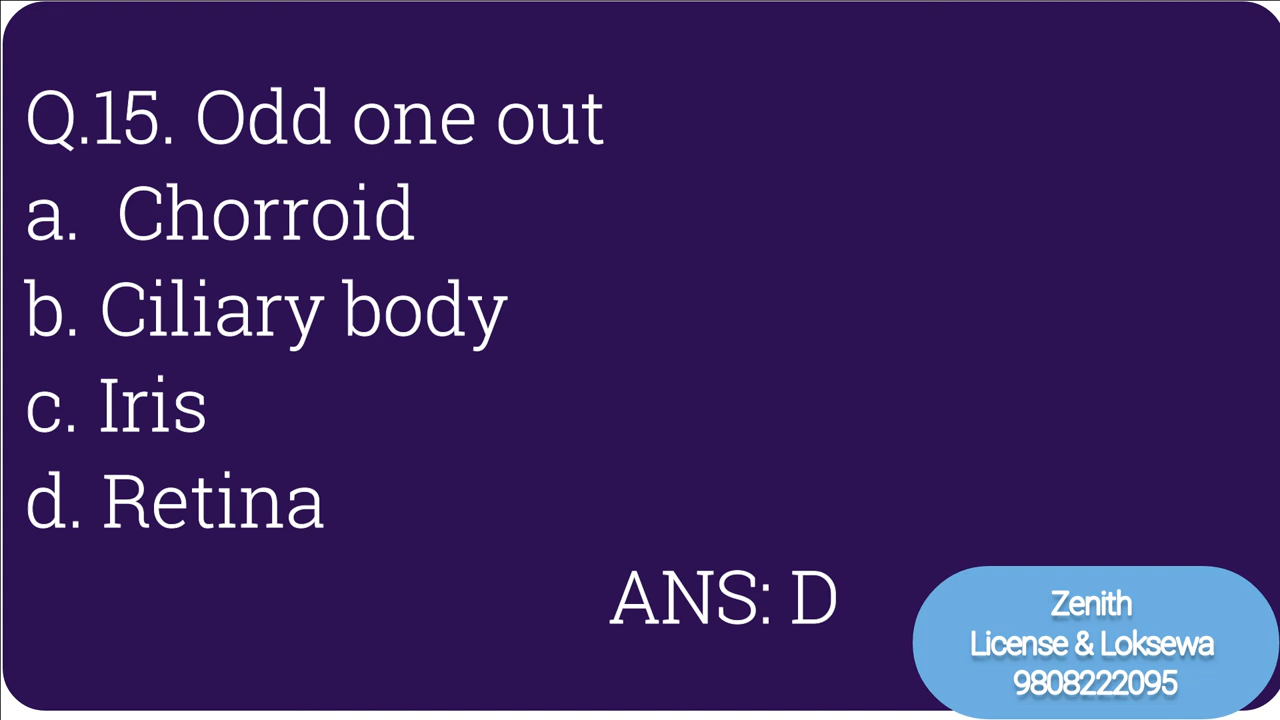 Q.15. Odd one out
a. Chorroid
b. Ciliary body
c. Iris
d. Retina
ANS: D
Zenith
License & Loksewa
9808222095